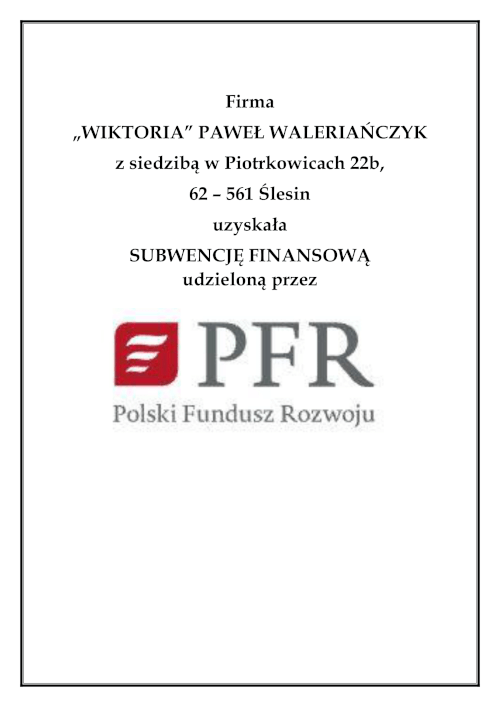 Firma
„WIKTORIA” PAWEŁ WALERIAŃCZYK
z siedzibą w Piotrkowicach 22b,
62 – 561 Ślesin
uzyskała
SUBWENCJĘ FINANSOWĄ
udzieloną przez
PFR
Polski Fundusz Rozwoju